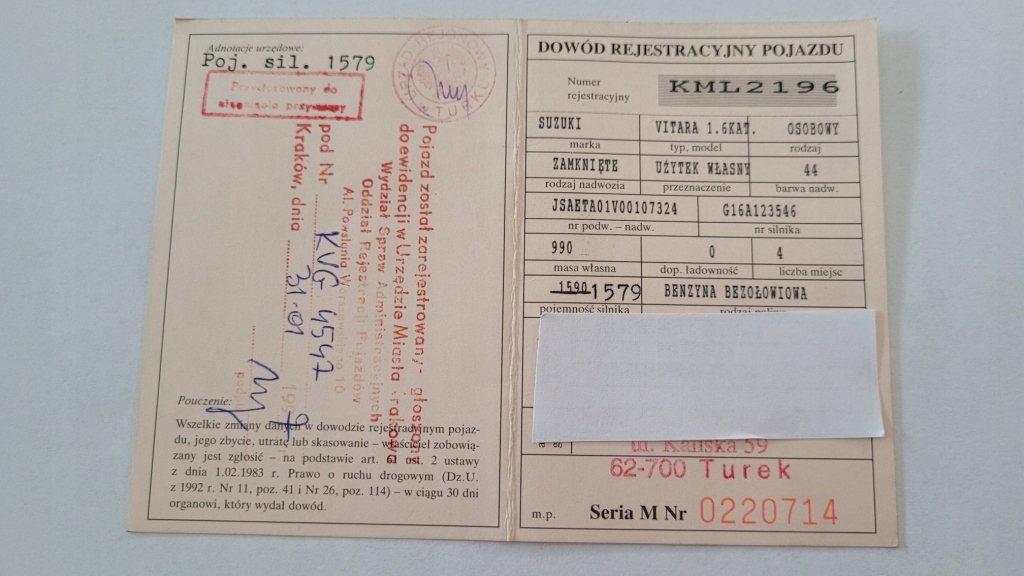 Adnotacje urzędowe:
Poj. sil. 1579
Przystosowany do
ciągnienia przyczepy
Pojazd został zarejestrowany - głoszony
do ewidencji w Urzędzie Miasta Krakowa
Wydział Spraw Administracyjnych
Oddział Rejestracji Pojazdów
Al. Powstania Warszawskiego 10
pod Nr KVG 4547
Kraków, dnia 31.01 19
Pouczenie:
Wszelkie zmiany danych w dowodzie rejestracyjnym pojaz-
du, jego zbycie, utratę lub skasowanie – właściciel zobowią-
zany jest zgłosić – na podstawie art. ust. 2 ustawy
z dnia 1.02.1983 r. Prawo o ruchu drogowym (Dz.U.
z 1992 r. Nr 11, poz. 41 i Nr 26, poz. 114) – w ciągu 30 dni
organowi, który wydał dowód.
DOWÓD REJESTRACYJNY POJAZDU
Numer
rejestracyjny
KML2196
SUZUKI VITARA 1.6KAT. OSOBOWY
marka typ, model rodzaj
ZAMKNIĘTE UŻYTEK WŁASNY 44
rodzaj nadwozia przeznaczenie barwa nadw.
JSAETA01V00107324 G16A123546
nr podw. – nadw. nr silnika
990 0 4
masa własna dop. ładowność liczba miejsc
1590 1579 BENZYNA BEZOŁOWIOWA
pojemność silnika rodzaj paliwa
ul. Kaliska 59
62-700 Turek
m.p. Seria M Nr 0220714